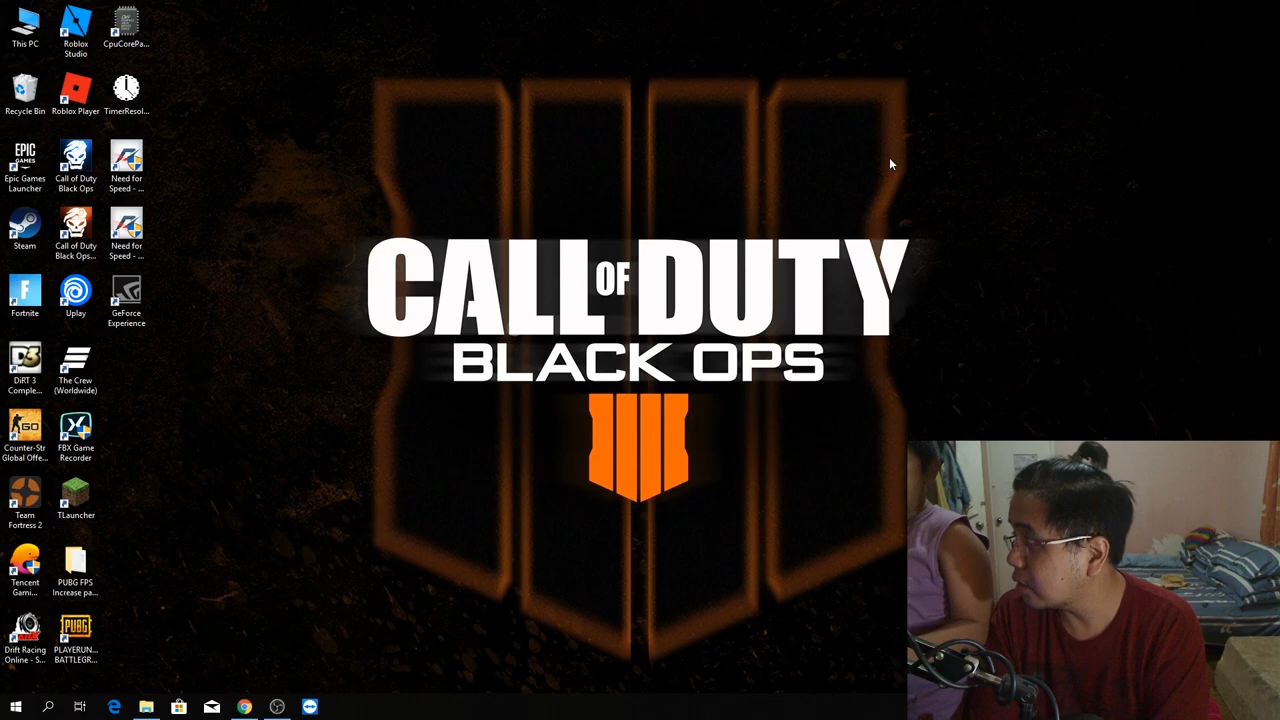 This PC
Roblox
Studio
CpuCorePa...
Recycle Bin
Roblox Player
TimerResol...
EPIC
GAMES
Epic Games
Launcher
Call of Duty
Black Ops
Need for
Speed - ...
Steam
Call of Duty
Black Ops...
Need for
Speed - ...
F
Fortnite
Uplay
GeForce
Experience
D3
DiRT 3
Comple...
The Crew
(Worldwide)
GO
Counter-Str
Global Offe...
FBX Game
Recorder
Team
Fortress 2
TLauncher
Tencent
Gami...
PUBG FPS
Increase pa...
Drift Racing
Online - S...
PUBG
PLAYERUN...
BATTLEGR...
CALL OF DUTY
BLACK OPS